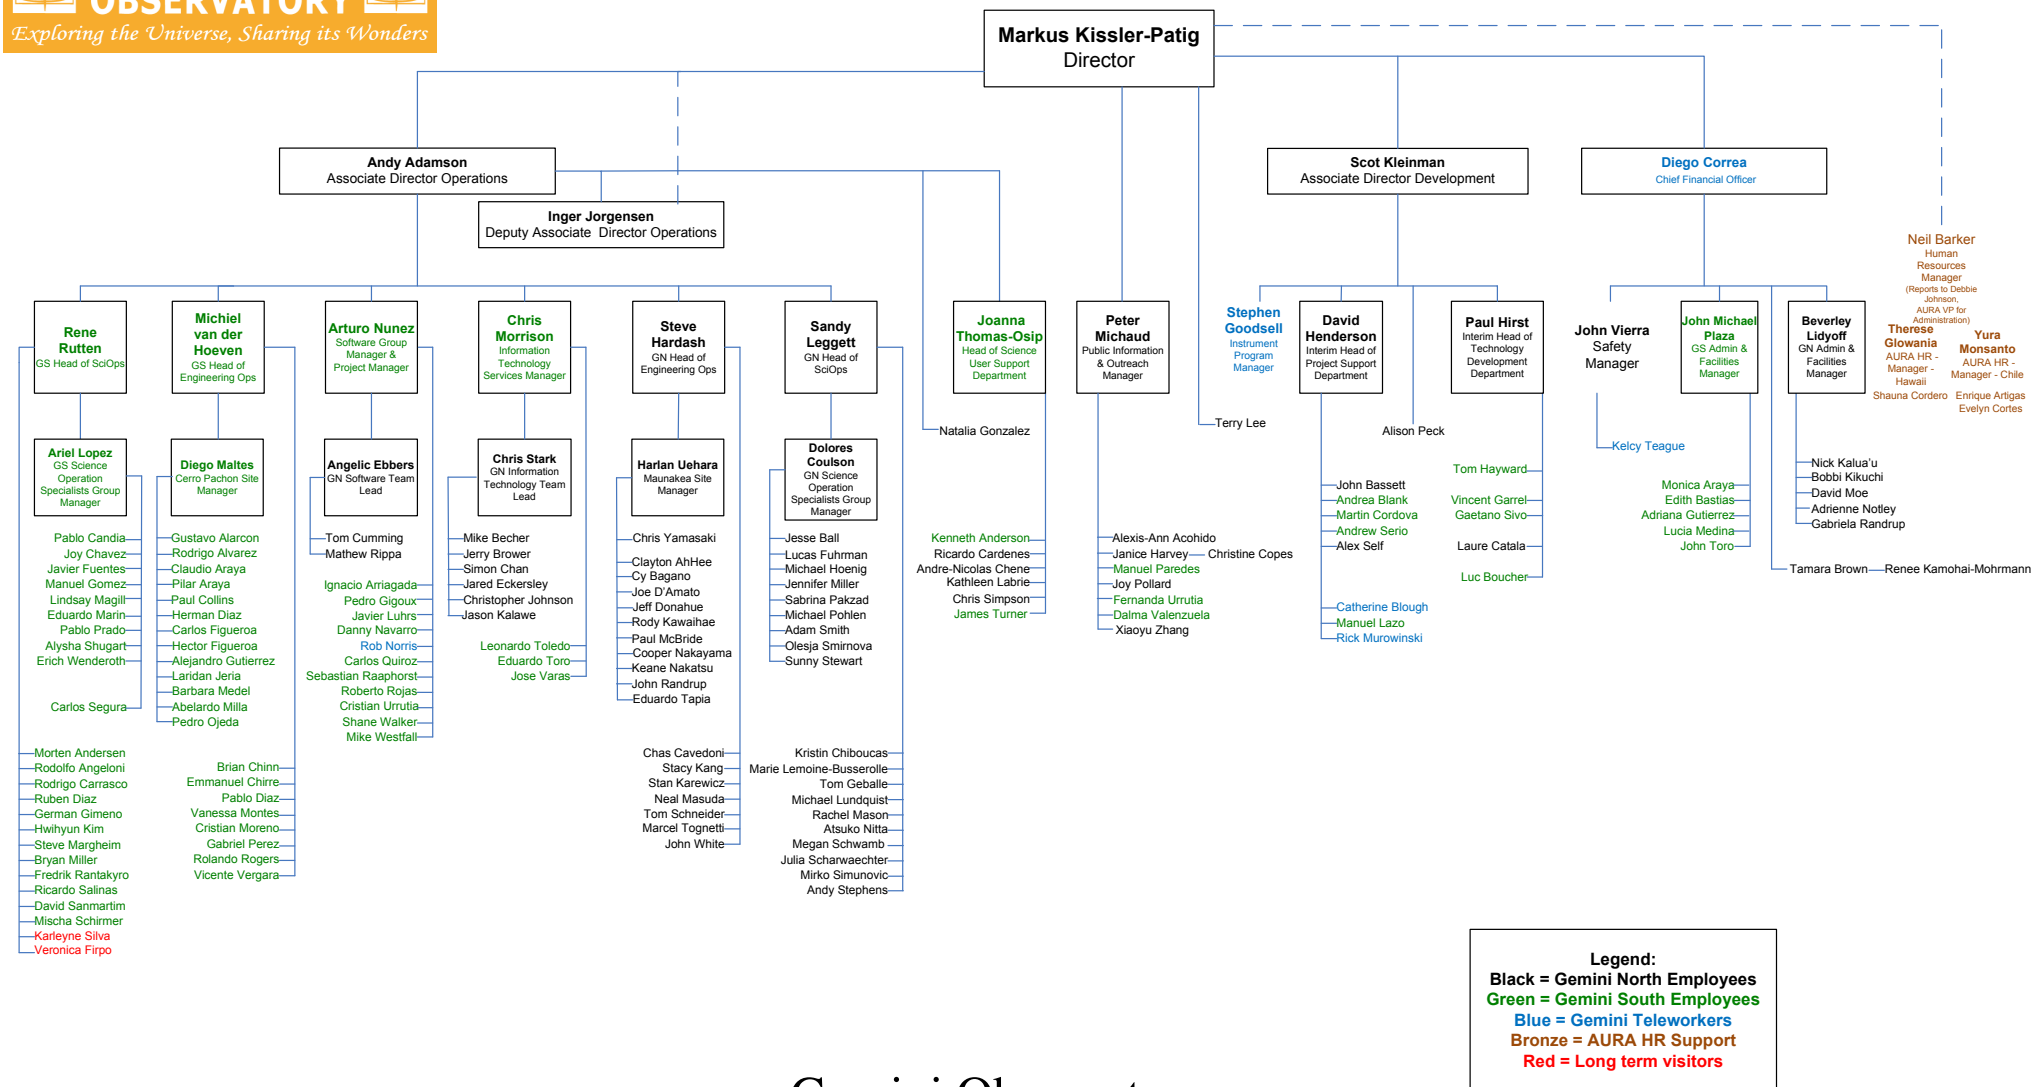 OBSERVATORY
Exploring the Universe, Sharing its Wonders
Markus Kissler-Patig
Director
Andy Adamson
Associate Director Operations
Inger Jorgensen
Deputy Associate Director Operations
Scot Kleinman
Associate Director Development
Diego Correa
Chief Financial Officer
Neil Barker
Human
Resources
Manager
(Reports to Debbie
Johnson,
AURA VP for
Administration)
Therese
Glowania
AURA HR -
Manager -
Hawaii
Shauna Cordero
Yura
Monsanto
AURA HR -
Manager - Chile
Enrique Artigas
Evelyn Cortes
Rene
Rutten
GS Head of SciOps
Michiel
van der
Hoeven
GS Head of
Engineering Ops
Arturo Nunez
Software Group
Manager &
Project Manager
Chris
Morrison
Information
Technology
Services Manager
Steve
Hardash
GN Head of
Engineering Ops
Sandy
Leggett
GN Head of
SciOps
Joanna
Thomas-Osip
Head of Science
User Support
Department
Peter
Michaud
Public Information
& Outreach
Manager
Stephen
Goodsell
Instrument
Program
Manager
David
Henderson
Interim Head of
Project Support
Department
Paul Hirst
Interim Head of
Technology
Development
Department
John Vierra
Safety
Manager
John Michael
Plaza
GS Admin &
Facilities
Manager
Beverley
Lidyoff
GN Admin &
Facilities
Manager
Natalia Gonzalez
Terry Lee
Alison Peck
Kelcy Teague
Ariel Lopez
GS Science
Operation
Specialists Group
Manager
Diego Maltes
Cerro Pachon Site
Manager
Angelic Ebbers
GN Software Team
Lead
Chris Stark
GN Information
Technology Team
Lead
Harlan Uehara
Maunakea Site
Manager
Dolores
Coulson
GN Science
Operation
Specialists Group
Manager
Pablo Candia
Joy Chavez
Javier Fuentes
Manuel Gomez
Lindsay Magill
Eduardo Marin
Pablo Prado
Alysha Shugart
Erich Wenderoth
Carlos Segura
Morten Andersen
Rodolfo Angeloni
Rodrigo Carrasco
Ruben Diaz
German Gimeno
Hwihyun Kim
Steve Margheim
Bryan Miller
Fredrik Rantakyro
Ricardo Salinas
David Sanmartim
Mischa Schirmer
Karleyne Silva
Veronica Firpo
Gustavo Alarcon
Rodrigo Alvarez
Claudio Araya
Pilar Araya
Paul Collins
Herman Diaz
Carlos Figueroa
Hector Figueroa
Alejandro Gutierrez
Laridan Jeria
Barbara Medel
Abelardo Milla
Pedro Ojeda
Brian Chinn
Emmanuel Chirre
Pablo Diaz
Vanessa Montes
Cristian Moreno
Gabriel Perez
Rolando Rogers
Vicente Vergara
Tom Cumming
Mathew Rippa
Ignacio Arriagada
Pedro Gigoux
Javier Luhrs
Danny Navarro
Rob Norris
Carlos Quiroz
Sebastian Raaphorst
Roberto Rojas
Cristian Urrutia
Shane Walker
Mike Westfall
Mike Becher
Jerry Brower
Simon Chan
Jared Eckersley
Christopher Johnson
Jason Kalawe
Leonardo Toledo
Eduardo Toro
Jose Varas
Chris Yamasaki
Clayton AhHee
Cy Bagano
Joe D'Amato
Jeff Donahue
Rody Kawaihae
Paul McBride
Cooper Nakayama
Keane Nakatsu
John Randrup
Eduardo Tapia
Chas Cavedoni
Stacy Kang
Stan Karewicz
Neal Masuda
Tom Schneider
Marcel Tognetti
John White
Jesse Ball
Lucas Fuhrman
Michael Hoenig
Jennifer Miller
Sabrina Pakzad
Michael Pohlen
Adam Smith
Olesja Smirnova
Sunny Stewart
Kristin Chiboucas
Marie Lemoine-Busserolle
Tom Geballe
Michael Lundquist
Rachel Mason
Atsuko Nitta
Megan Schwamb
Julia Scharwaechter
Mirko Simunovic
Andy Stephens
Kenneth Anderson
Ricardo Cardenes
Andre-Nicolas Chene
Kathleen Labrie
Chris Simpson
James Turner
Alexis-Ann Acohido
Janice Harvey Christine Copes
Manuel Paredes
Joy Pollard
Fernanda Urrutia
Dalma Valenzuela
Xiaoyu Zhang
John Bassett
Andrea Blank
Martin Cordova
Andrew Serio
Alex Self
Catherine Blough
Manuel Lazo
Rick Murowinski
Tom Hayward
Vincent Garrel
Gaetano Sivo
Laure Catala
Luc Boucher
Monica Araya
Edith Bastias
Adriana Gutierrez
Lucia Medina
John Toro
Nick Kalua'u
Bobbi Kikuchi
David Moe
Adrienne Notley
Gabriela Randrup
Tamara Brown Renee Kamohai-Mohrmann
Legend:
Black = Gemini North Employees
Green = Gemini South Employees
Blue = Gemini Teleworkers
Bronze = AURA HR Support
Red = Long term visitors